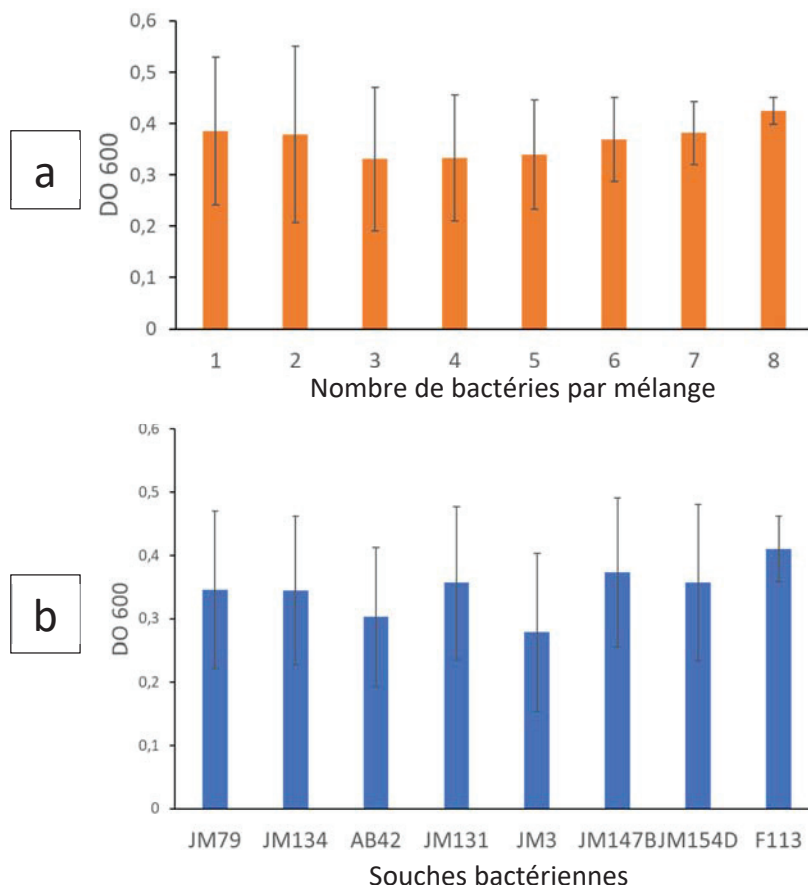 a
DO 600
0,6
0,5
0,4
0,3
0,2
0,1
0
1 2 3 4 5 6 7 8
Nombre de bactéries par mélange
b
DO 600
0,6
0,5
0,4
0,3
0,2
0,1
0
JM79 JM134 AB42 JM131 JM3 JM147B JM154D F113
Souches bactériennes